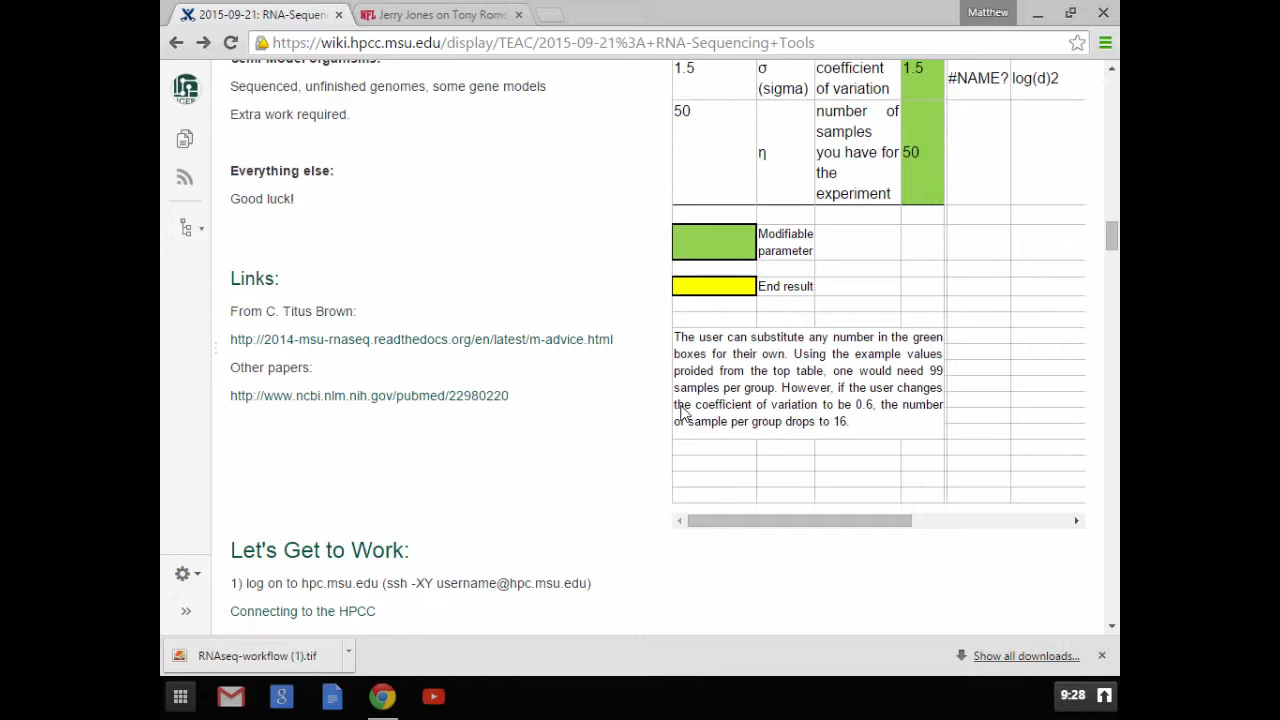 2015-09-21: RNA-Sequen
Jerry Jones on Tony Romo
Matthew
https://wiki.hpcc.msu.edu/display/TEAC/2015-09-21%3A+RNA-Sequencing+Tools
Semi Model organisms:
Sequenced, unfinished genomes, some gene models
Extra work required.
Everything else:
Good luck!
Links:
From C. Titus Brown:
http://2014-msu-rnaseq.readthedocs.org/en/latest/m-advice.html
Other papers:
http://www.ncbi.nlm.nih.gov/pubmed/22980220
1.5 σ (sigma) coefficient of variation 1.5 #NAME? log(d)2
50 η number of samples you have for the experiment 50
Modifiable
parameter
End result
The user can substitute any number in the green
boxes for their own. Using the example values
proided from the top table, one would need 99
samples per group. However, if the user changes
the coefficient of variation to be 0.6, the number
of sample per group drops to 16.
Let's Get to Work:
1) log on to hpc.msu.edu (ssh -XY username@hpc.msu.edu)
Connecting to the HPCC
RNAseq-workflow (1).tif
Show all downloads...
9:28